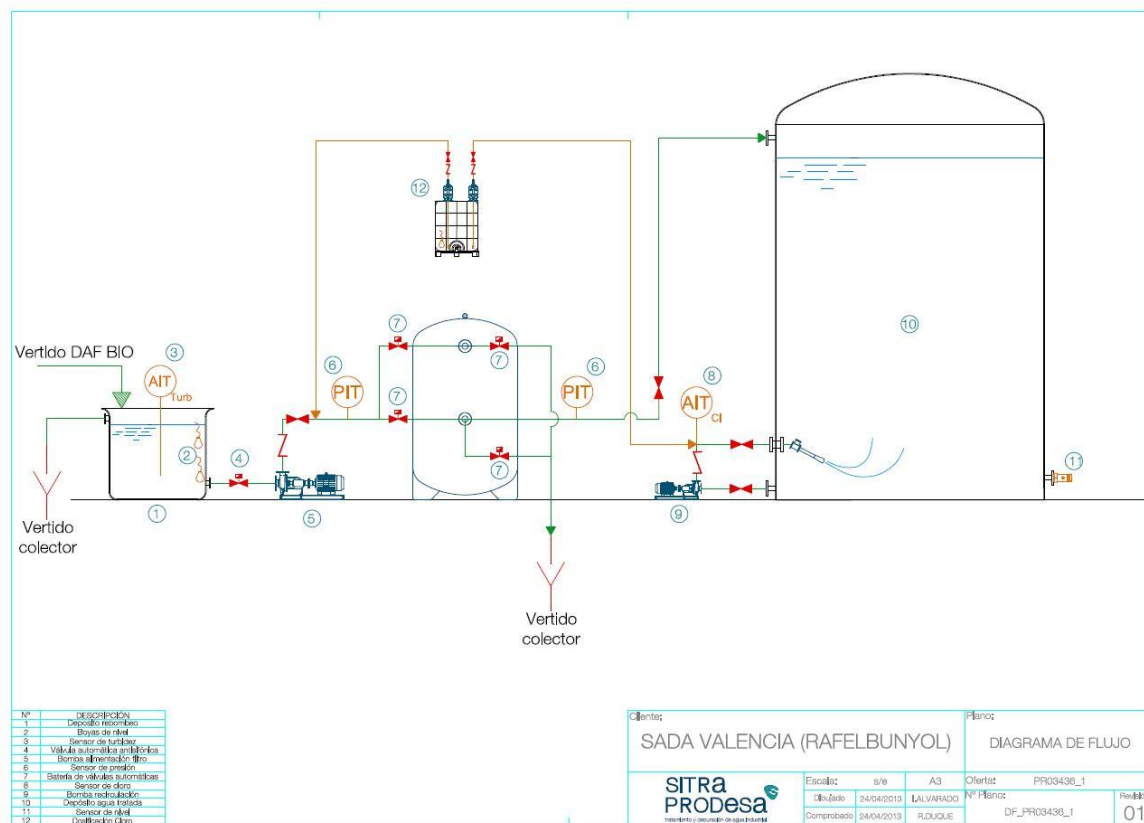 12
7
10
Vertido DAF BIO
3
6
6
8
AIT
Turb
PIT
7
7
PIT
AIT
Cl
2
4
7
11
1
5
9
Vertido
colector
Vertido
colector
Nº DESCRIPCIÓN
1 Depósito rebombeo
2 Boyas de nivel
3 Sensor de turbidez
4 Válvula automática antisifónica
5 Bomba alimentación filtro
6 Sensor de presión
7 Batería de válvulas automáticas
8 Sensor de cloro
9 Bomba recirculación
10 Depósito agua tratada
11 Sensor de nivel
12 Dosificación Cloro
Cliente:
SADA VALENCIA (RAFELBUNYOL)
Plano:
DIAGRAMA DE FLUJO
SITRA
PRODesa
tratamiento y depuración de agua industrial
Escala: s/e A3
Oferta: PR03436_1
Dibujado 24/04/2013 I.ALVARADO
Nº Plano:
DF_PR03436_1
Comprobado 24/04/2013 R.DUQUE
01